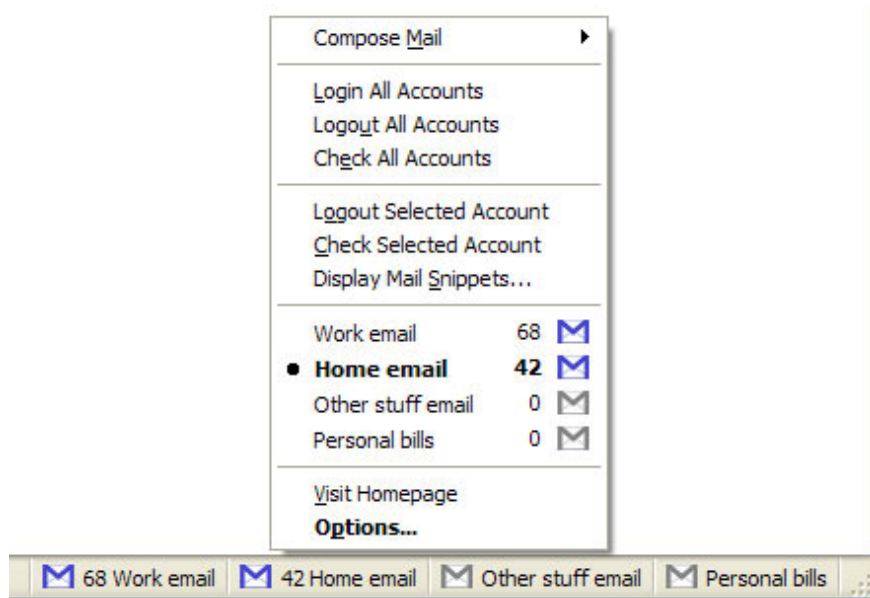 Compose Mail
Login All Accounts
Logout All Accounts
Check All Accounts
Logout Selected Account
Check Selected Account
Display Mail Snippets...
Work email 68
Home email 42
Other stuff email 0
Personal bills 0
Visit Homepage
Options...
68 Work email 42 Home email Other stuff email Personal bills